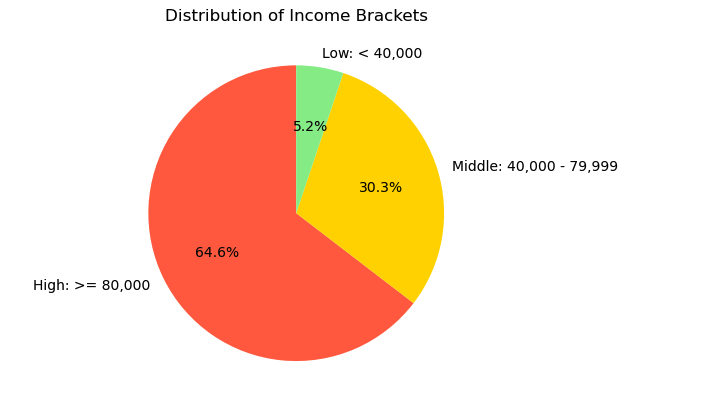 Distribution of Income Brackets
Low: < 40,000
5.2%
Middle: 40,000 - 79,999
30.3%
64.6%
High: >= 80,000